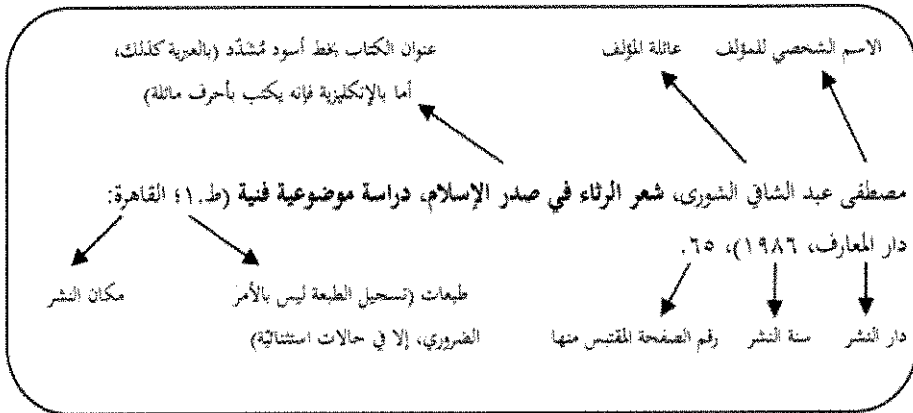 الاسم الشخصي للمؤلف عائلة المؤلف عنوان الكتاب بخط أسود مُشدّد (بالعبرية كذلك،
أما بالإنكليزية فإنه يكتب بأحرف مائلة)
مصطفى عبد الشافي الشورى، شعر الرثاء في صدر الإسلام، دراسة موضوعية فنية (ط.١؛ القاهرة:
دار المعارف، ١٩٨٦)، ٦٥.
طبعات (تسجيل الطبعة ليس بالأمر مكان النشر
الضروري، إلا في حالات استثنائيّة)
دار النشر سنة النشر رقم الصفحة المقتبس منها